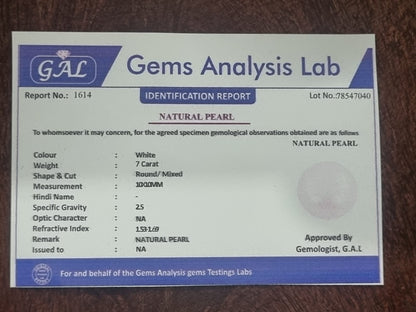 GAL
Gems Analysis Lab
Report No.: 1614
IDENTIFICATION REPORT
Lot No.:78547040
NATURAL PEARL
To whomsoever it may concern, for the agreed specimen gemological observations obtained are as follows
NATURAL PEARL
Colour : White
Weight : 7 Carat
Shape & Cut : Round/ Mixed
Measurement : 10X10MM
Hindi Name : -
Specific Gravity : 2.5
Optic Character : NA
Refractive Index : 1.53-1.69
Remark : NATURAL PEARL
Issued to : NA
Approved By
Gemologist, G.A.L
For and behalf of the Gems Analysis gems Testings Labs